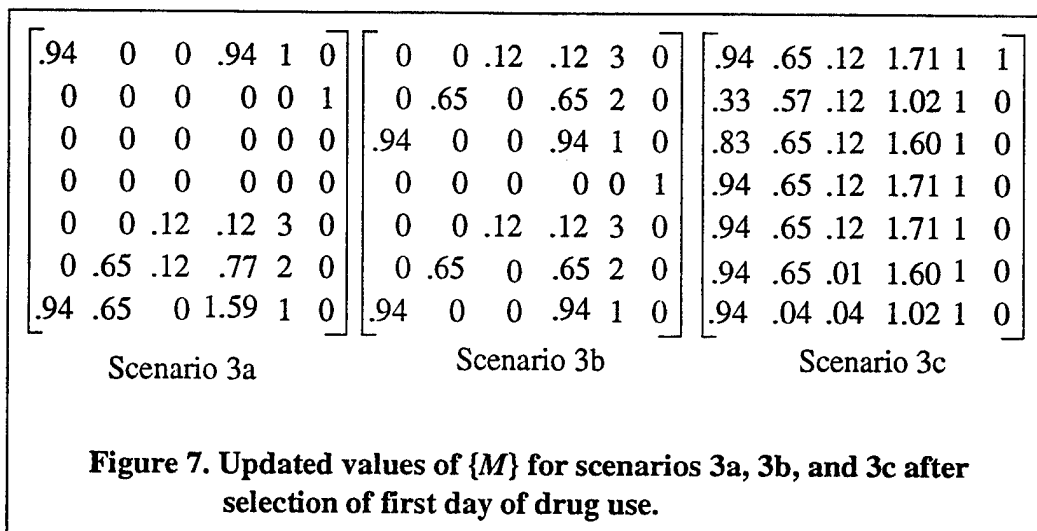 .94 0 0 .94 1 0 0 0 .12 .12 3 0 .94 .65 .12 1.71 1 1
0 0 0 0 0 1 0 .65 0 .65 2 0 .33 .57 .12 1.02 1 0
0 0 0 0 0 0 .94 0 0 .94 1 0 .83 .65 .12 1.60 1 0
0 0 0 0 0 0 0 0 0 0 0 1 .94 .65 .12 1.71 1 0
0 0 .12 .12 3 0 0 0 .12 .12 3 0 .94 .65 .12 1.71 1 0
0 .65 .12 .77 2 0 0 .65 0 .65 2 0 .94 .65 .01 1.60 1 0
.94 .65 0 1.59 1 0 .94 0 0 .94 1 0 .94 .04 .04 1.02 1 0
Scenario 3a Scenario 3b Scenario 3c
Figure 7. Updated values of {M} for scenarios 3a, 3b, and 3c after
selection of first day of drug use.